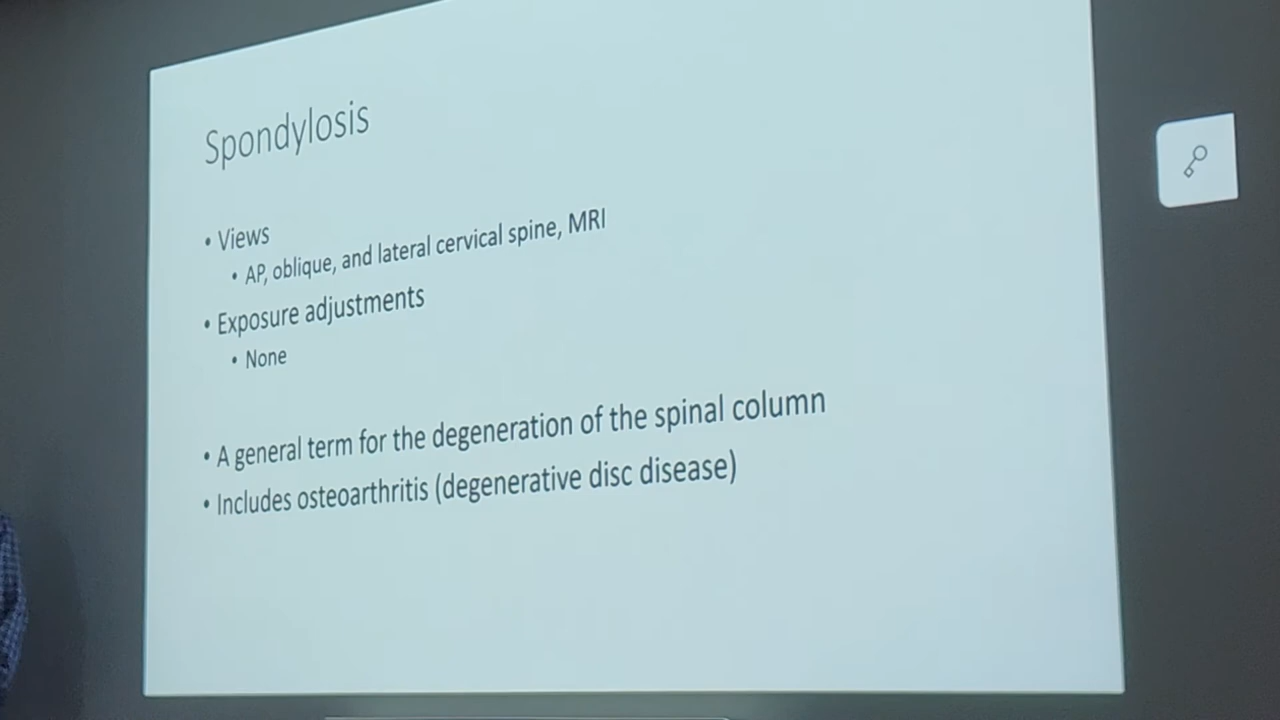 Spondylosis
• Views
• AP, oblique, and lateral cervical spine, MRI
• Exposure adjustments
• None
• A general term for the degeneration of the spinal column
• Includes osteoarthritis (degenerative disc disease)